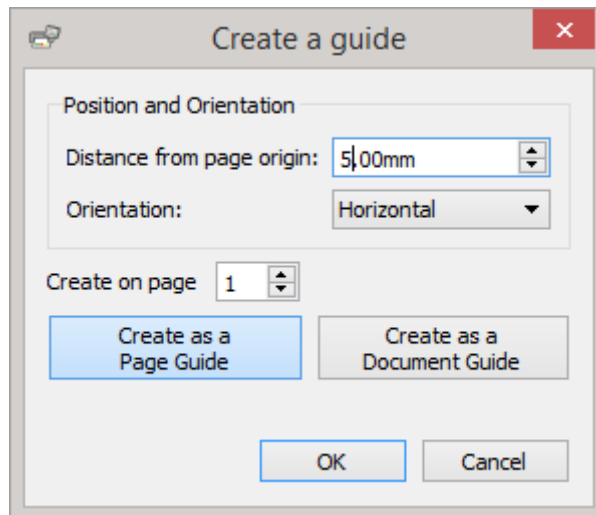 Create a guide
Position and Orientation
Distance from page origin: 5.00mm
Orientation: Horizontal
Create on page 1
Create as a
Page Guide
Create as a
Document Guide
OK Cancel